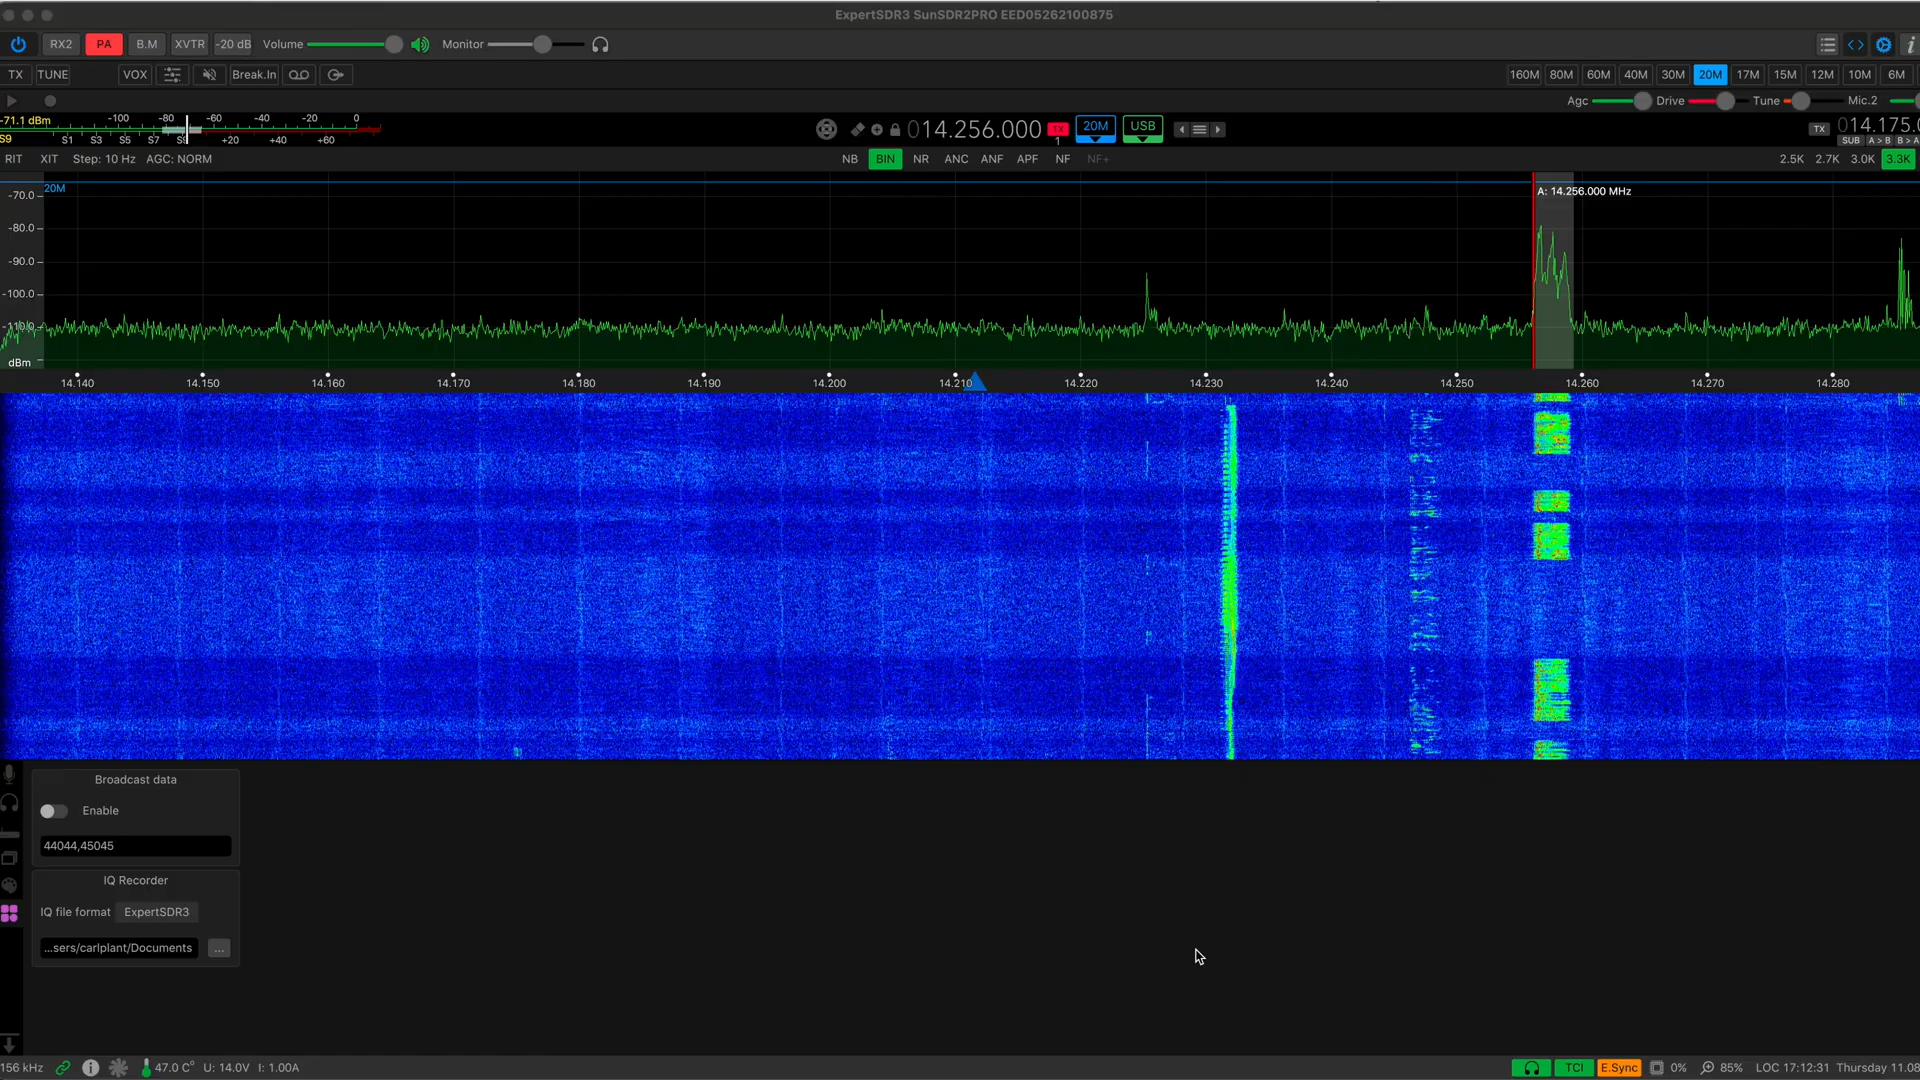 ExpertSDR3 SunSDR2PRO EED05262100875
RX2 PA B.M XVTR -20 dB Volume Monitor
TX TUNE VOX Break.In 160M 80M 60M 40M 30M 20M 17M 15M 12M 10M 6M
Agc Drive Tune Mic.2
-71.1 dBm -100 -80 -60 -40 -20 0
S9 S1 S3 S5 S7 S9 +20 +40 +60
014.256.000 TX 1 20M USB TX 014.175.0
SUB A > B B > A
RIT XIT Step: 10 Hz AGC: NORM NB BIN NR ANC ANF APF NF NF+ 2.5K 2.7K 3.0K 3.3K
20M
A: 14.256.000 MHz
-70.0
-80.0
-90.0
-100.0
-110.0
dBm
14.140 14.150 14.160 14.170 14.180 14.190 14.200 14.210 14.220 14.230 14.240 14.250 14.260 14.270 14.280
Broadcast data
Enable
44044,45045
IQ Recorder
IQ file format ExpertSDR3
...sers/carlplant/Documents ...
156 kHz 47.0 C° U: 14.0V I: 1.00A TCI E.Sync 0% 85% LOC 17:12:31 Thursday 11.08